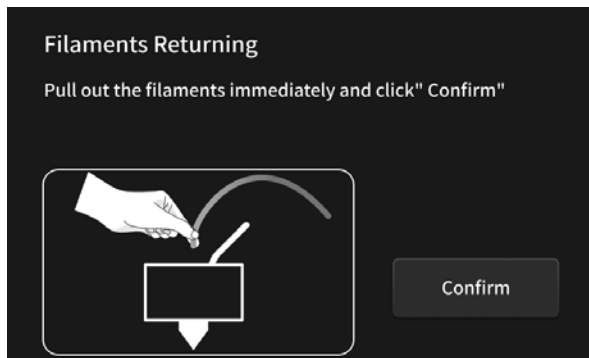 Filaments Returning
Pull out the filaments immediately and click" Confirm"
Confirm